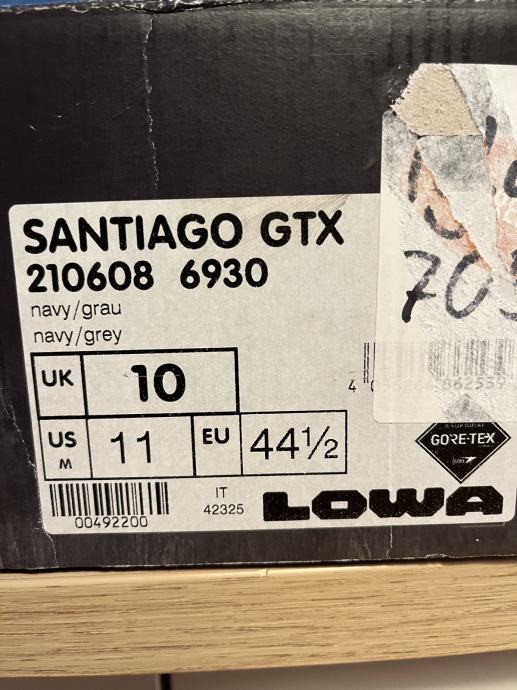 SANTIAGO GTX
210608 6930
navy/grau
navy/grey
UK 10
US M 11 EU 44½
00492200
IT
42325
LOWA
GORE-TEX
862539